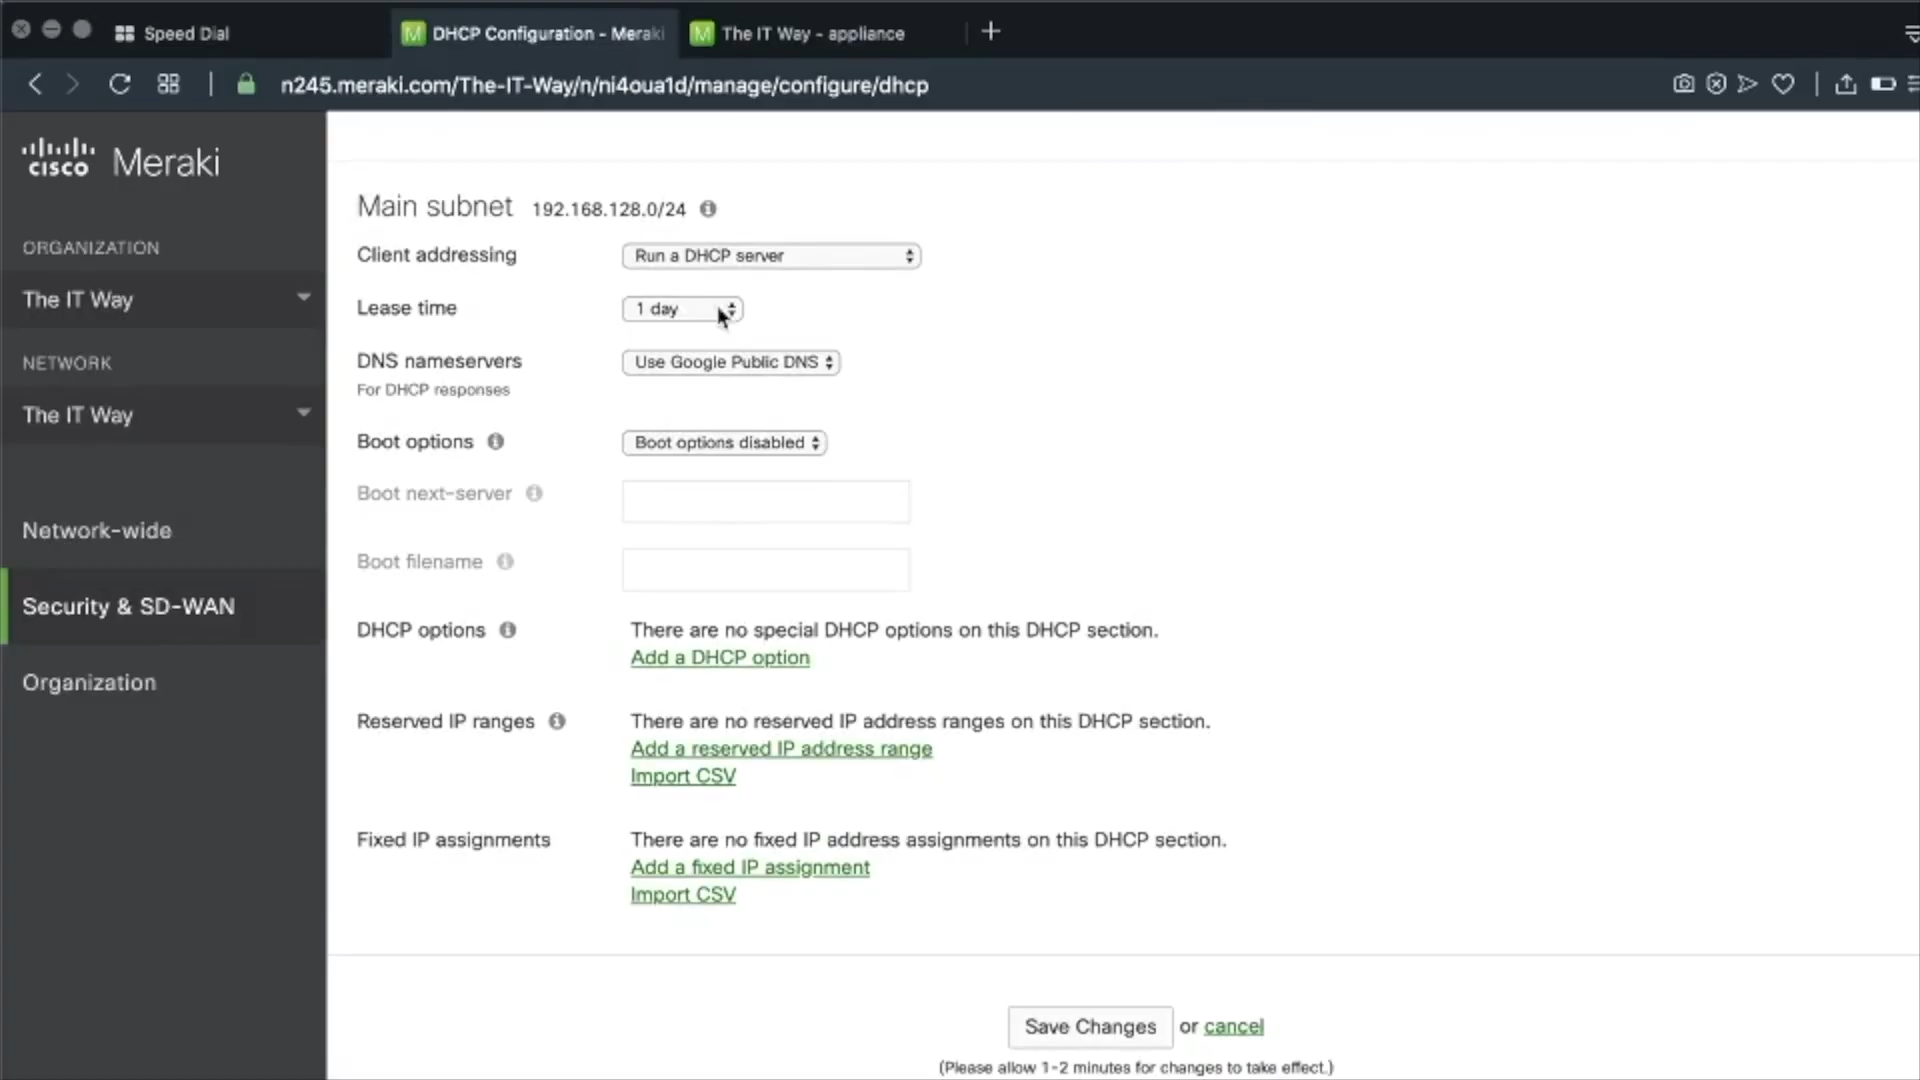 Speed Dial
DHCP Configuration - Meraki
The IT Way - appliance
n245.meraki.com/The-IT-Way/n/ni4oua1d/manage/configure/dhcp
cisco Meraki
ORGANIZATION
The IT Way
NETWORK
The IT Way
Network-wide
Security & SD-WAN
Organization
Main subnet 192.168.128.0/24
Client addressing Run a DHCP server
Lease time 1 day
DNS nameservers Use Google Public DNS
For DHCP responses
Boot options Boot options disabled
Boot next-server
Boot filename
DHCP options There are no special DHCP options on this DHCP section.
Add a DHCP option
Reserved IP ranges There are no reserved IP address ranges on this DHCP section.
Add a reserved IP address range
Import CSV
Fixed IP assignments There are no fixed IP address assignments on this DHCP section.
Add a fixed IP assignment
Import CSV
Save Changes or cancel
(Please allow 1-2 minutes for changes to take effect.)